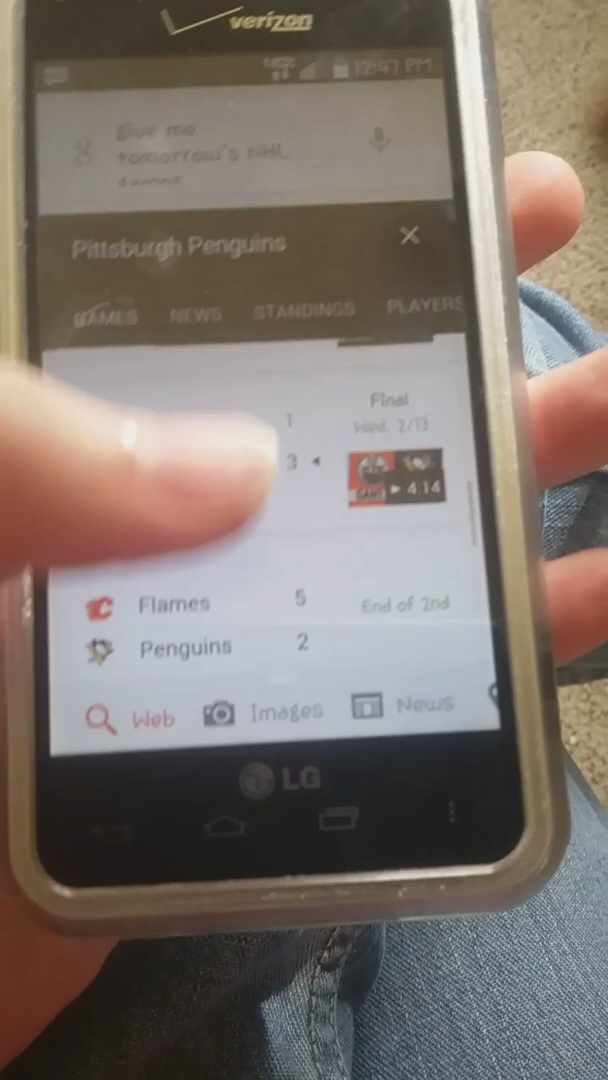 verizon
12:47 PM
give me
tomorrow's NHL
games
Pittsburgh Penguins
GAMES NEWS STANDINGS PLAYERS
1 Final
Wed, 2/13
3
4:14
Flames 5 End of 2nd
Penguins 2
Web Images News
LG